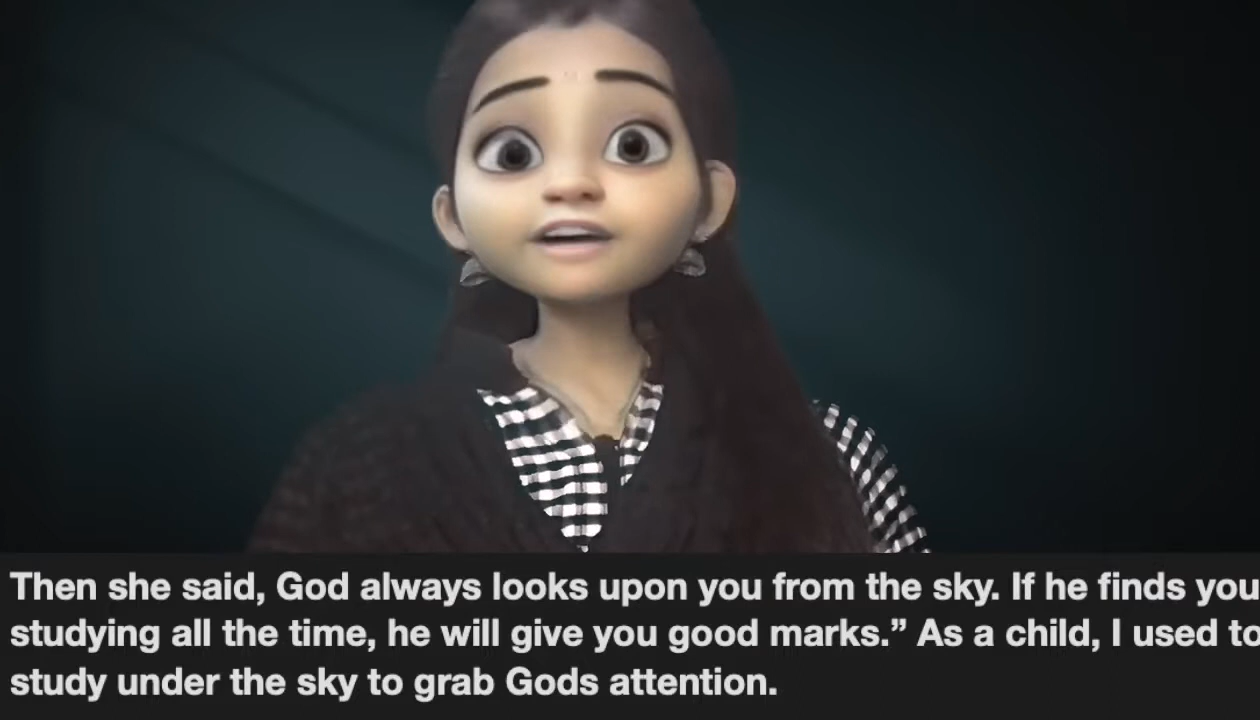 Then she said, God always looks upon you from the sky. If he finds you
studying all the time, he will give you good marks.” As a child, I used to
study under the sky to grab Gods attention.